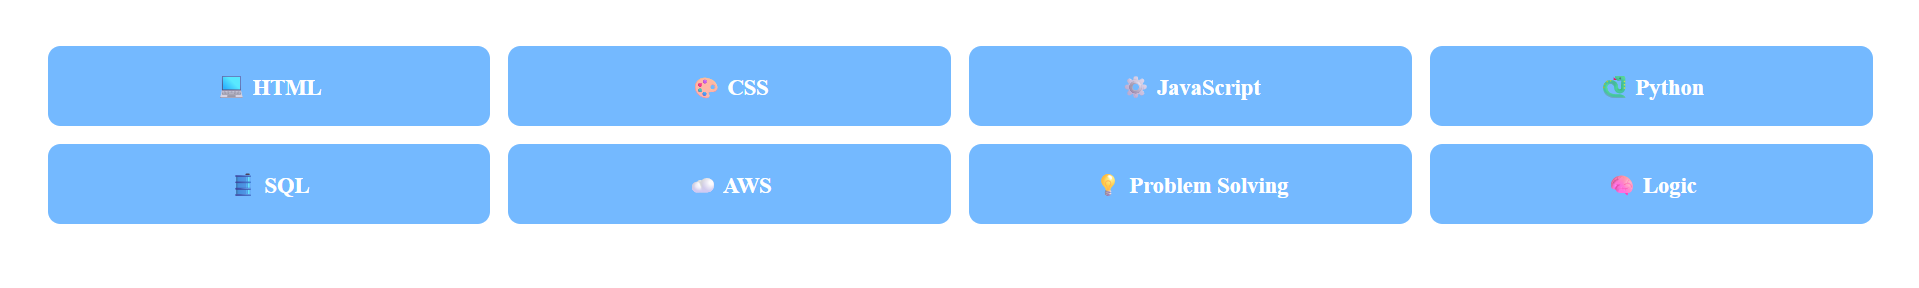 HTML
CSS
JavaScript
Python
SQL
AWS
Problem Solving
Logic